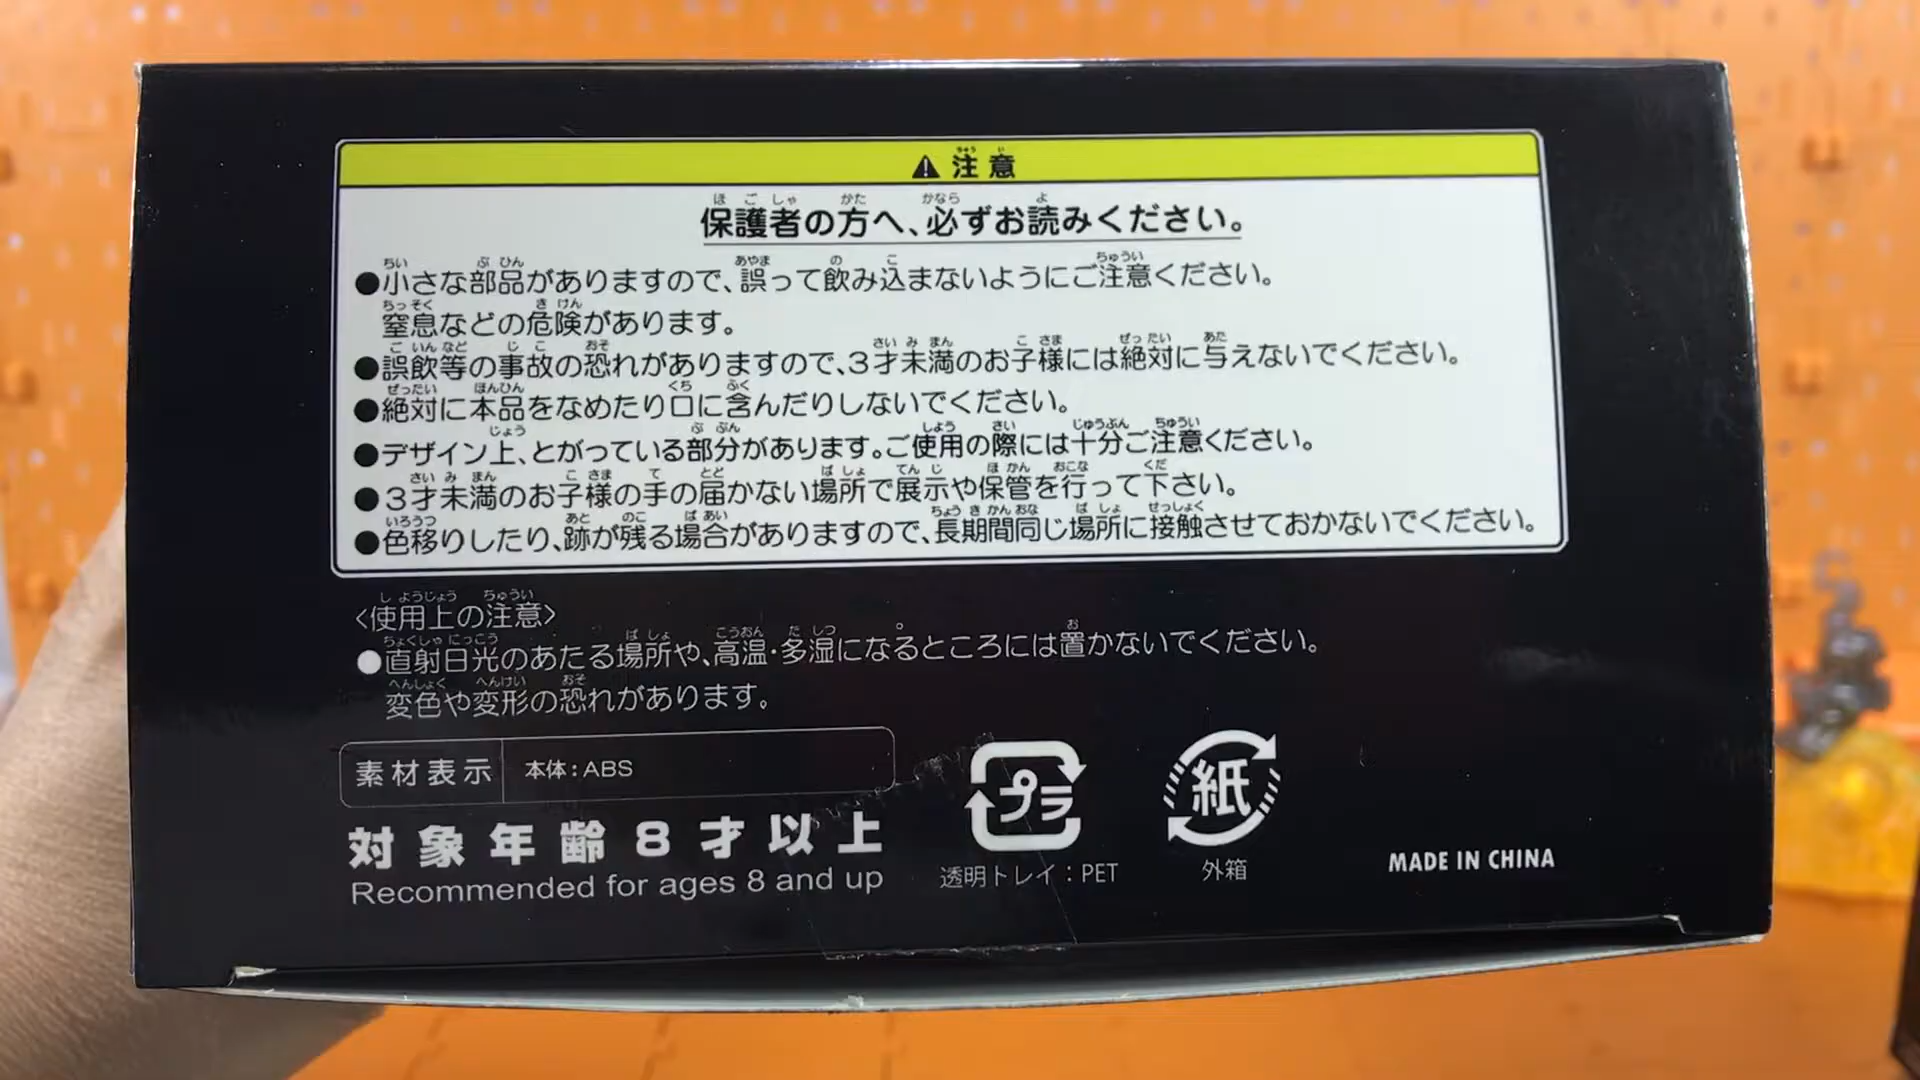 ⚠注意
保護者の方へ、必ずお読みください。
●小さな部品がありますので、誤って飲み込まないようにご注意ください。
窒息などの危険があります。
●誤飲等の事故の恐れがありますので、3才未満のお子様には絶対に与えないでください。
●絶対に本品をなめたり口に含んだりしないでください。
●デザイン上、とがっている部分があります。ご使用の際には十分ご注意ください。
●3才未満のお子様の手の届かない場所で展示や保管を行って下さい。
●色移りしたり、跡が残る場合がありますので、長期間同じ場所に接触させておかないでください。
<使用上の注意>
●直射日光のあたる場所や、高温・多湿になるところには置かないでください。
変色や変形の恐れがあります。
素材表示 本体:ABS
対象年齢8才以上
Recommended for ages 8 and up
プラ
透明トレイ:PET
紙
外箱
MADE IN CHINA